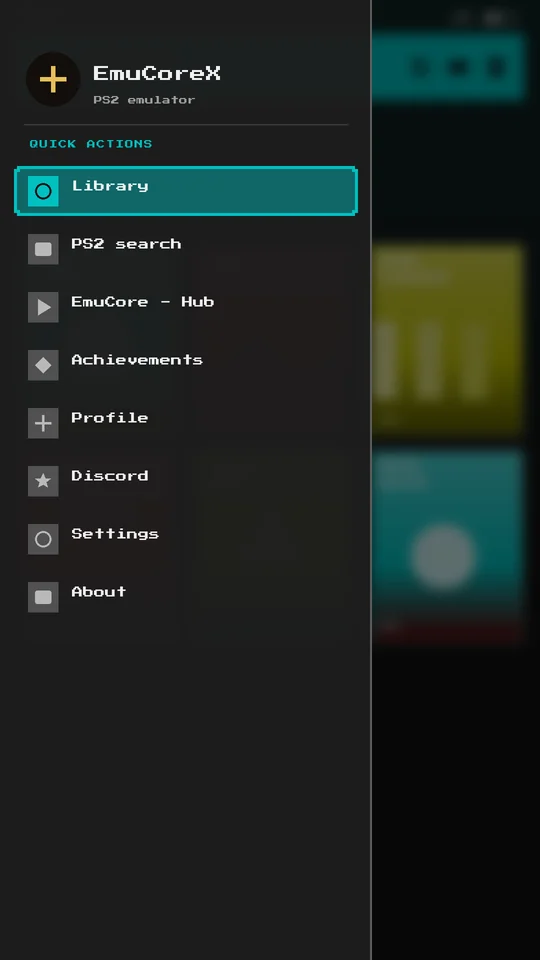 EmuCoreX
PS2 emulator
QUICK ACTIONS
Library
PS2 search
EmuCore - Hub
Achievements
Profile
Discord
Settings
About